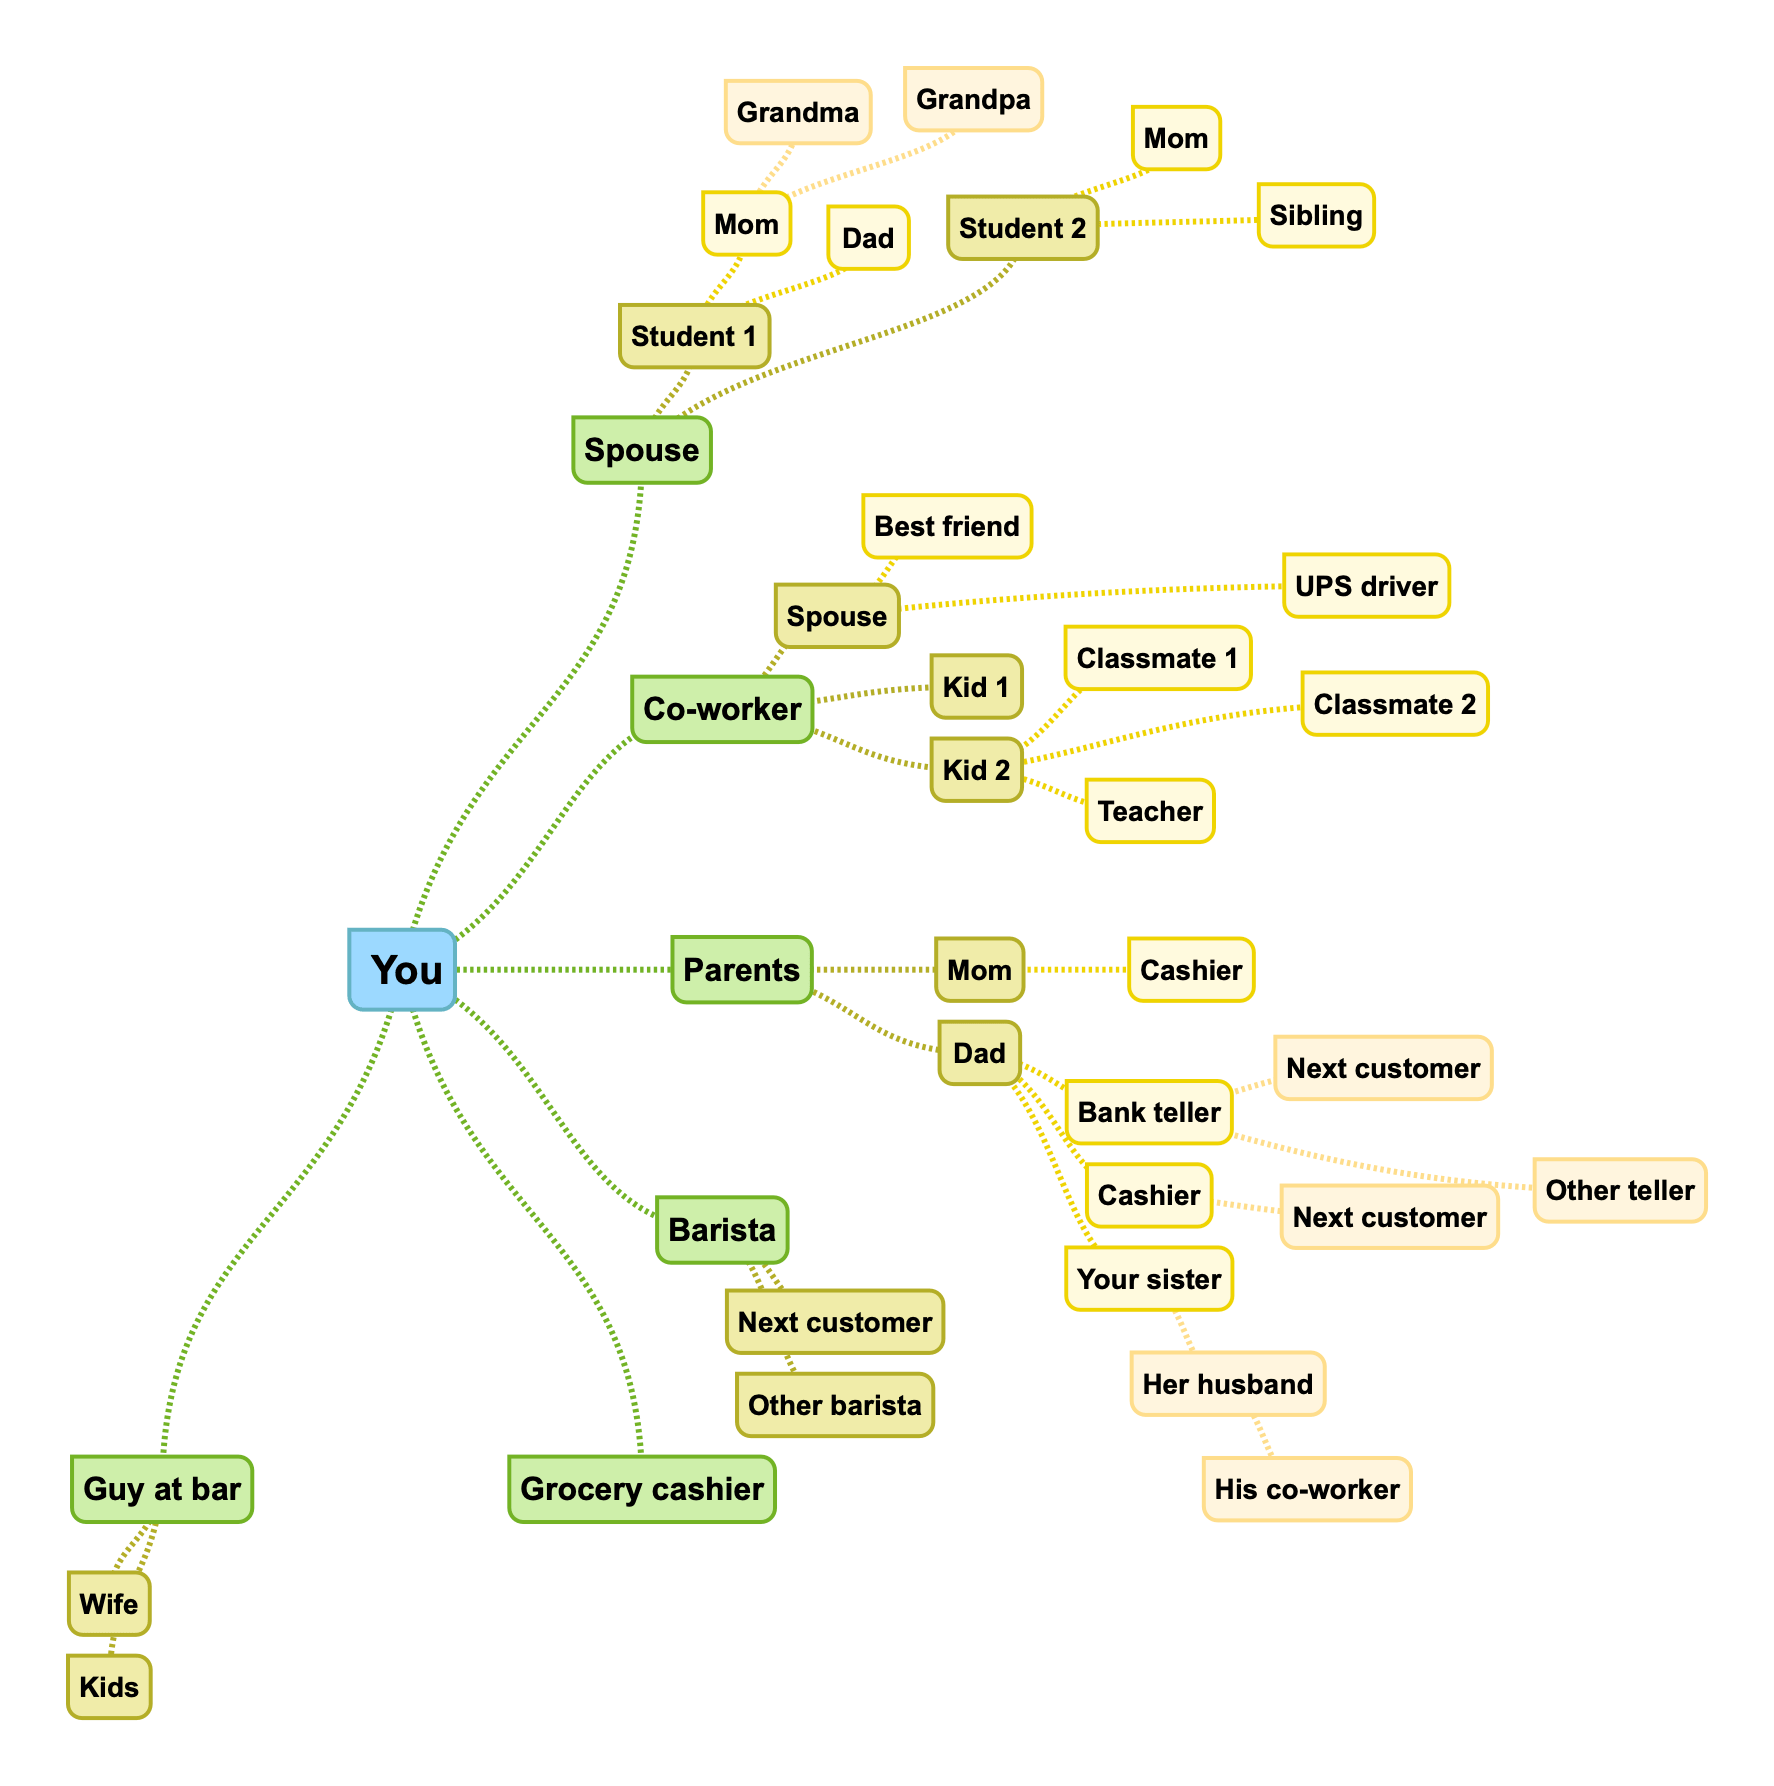 Grandma
Grandpa
Mom
Sibling
Mom
Dad
Student 2
Student 1
Spouse
Best friend
UPS driver
Spouse
Classmate 1
Kid 1
Classmate 2
Co-worker
Kid 2
Teacher
You
Parents
Mom
Cashier
Dad
Next customer
Bank teller
Other teller
Cashier
Next customer
Barista
Your sister
Next customer
Her husband
Other barista
Guy at bar
Grocery cashier
His co-worker
Wife
Kids